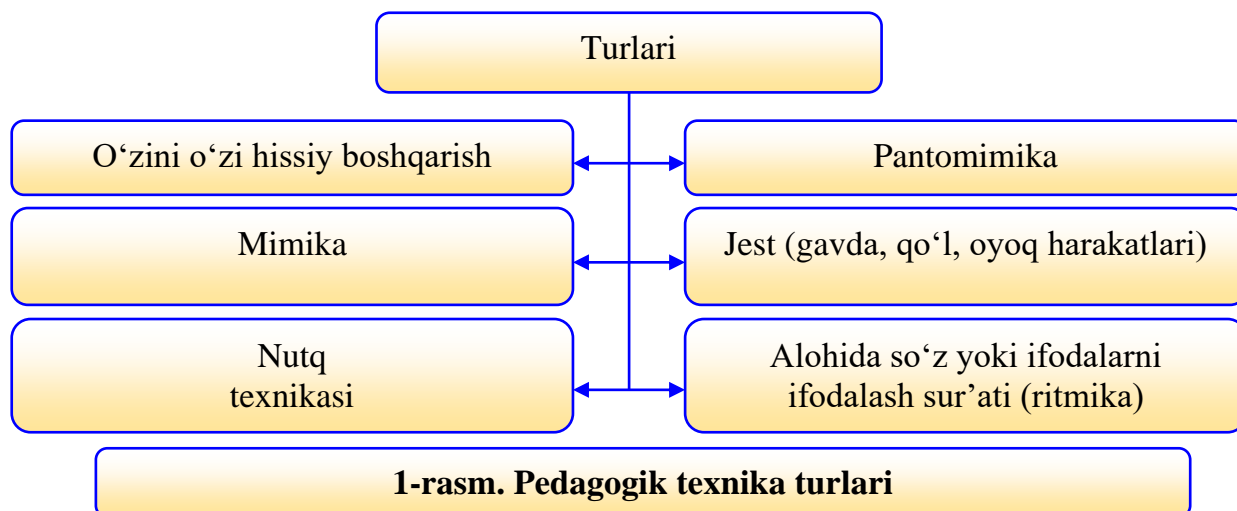 Turlari
O‘zini o‘zi hissiy boshqarish
Pantomimika
Mimika
Jest (gavda, qo‘l, oyoq harakatlari)
Nutq
texnikasi
Alohida so‘z yoki ifodalarni
ifodalash sur’ati (ritmika)
1-rasm. Pedagogik texnika turlari